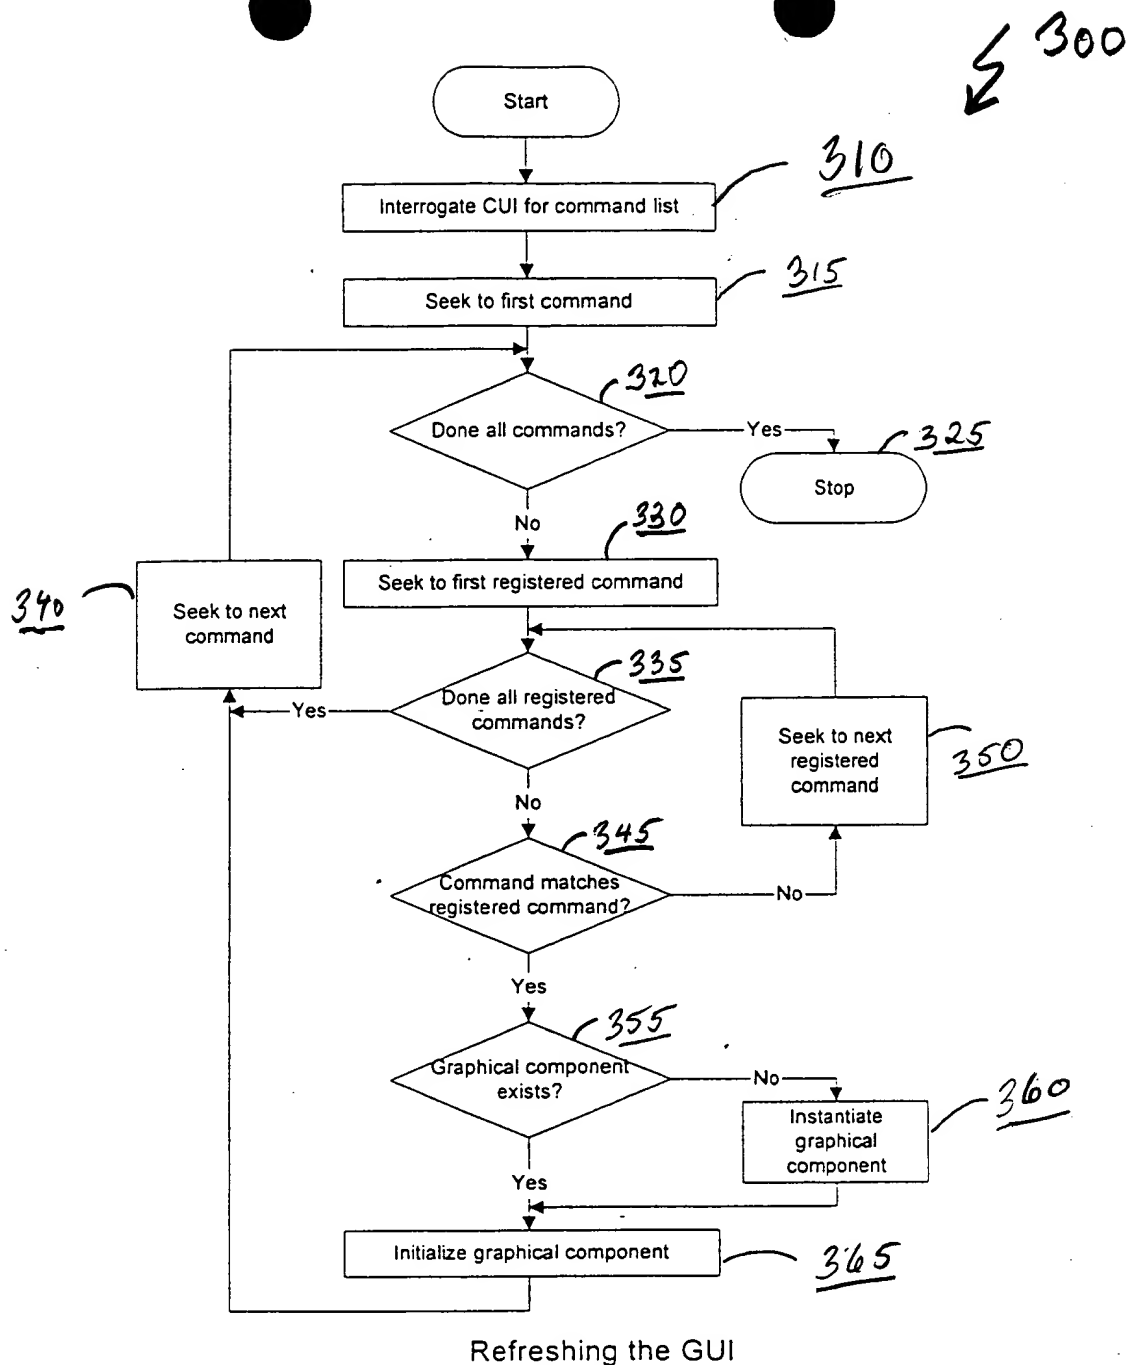 300
Start
310
Interrogate CUI for command list
315
Seek to first command
320
Done all commands?
Yes
325
Stop
No
330
Seek to first registered command
340
Seek to next
command
335
Done all registered
commands?
Yes
Seek to next
registered
command
350
No
345
Command matches
registered command?
No
Yes
355
Graphical component
exists?
No
360
Instantiate
graphical
component
Yes
Initialize graphical component
365
Refreshing the GUI